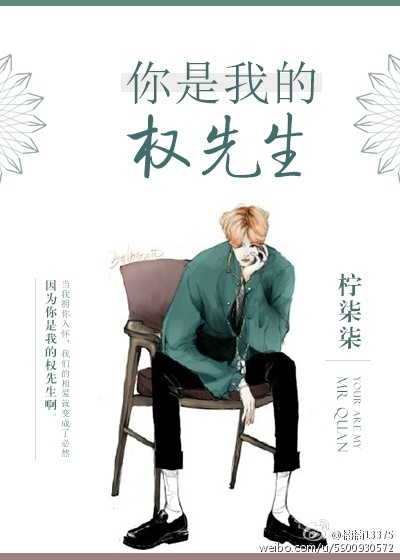 你是我的
权先生
柠柒柒
YOUR ARE MY
MR QUAN
当我拥你入怀，我们的相爱就变成了必然
因为你是我的权先生啊。
weibo.com/u/5900930572